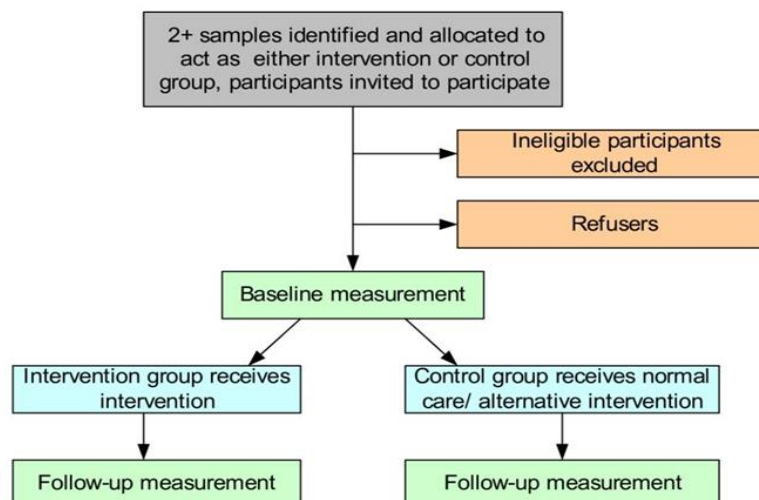 2+ samples identified and allocated to
act as either intervention or control
group, participants invited to participate
Ineligible participants
excluded
Refusers
Baseline measurement
Intervention group receives
intervention
Control group receives normal
care/ alternative intervention
Follow-up measurement
Follow-up measurement